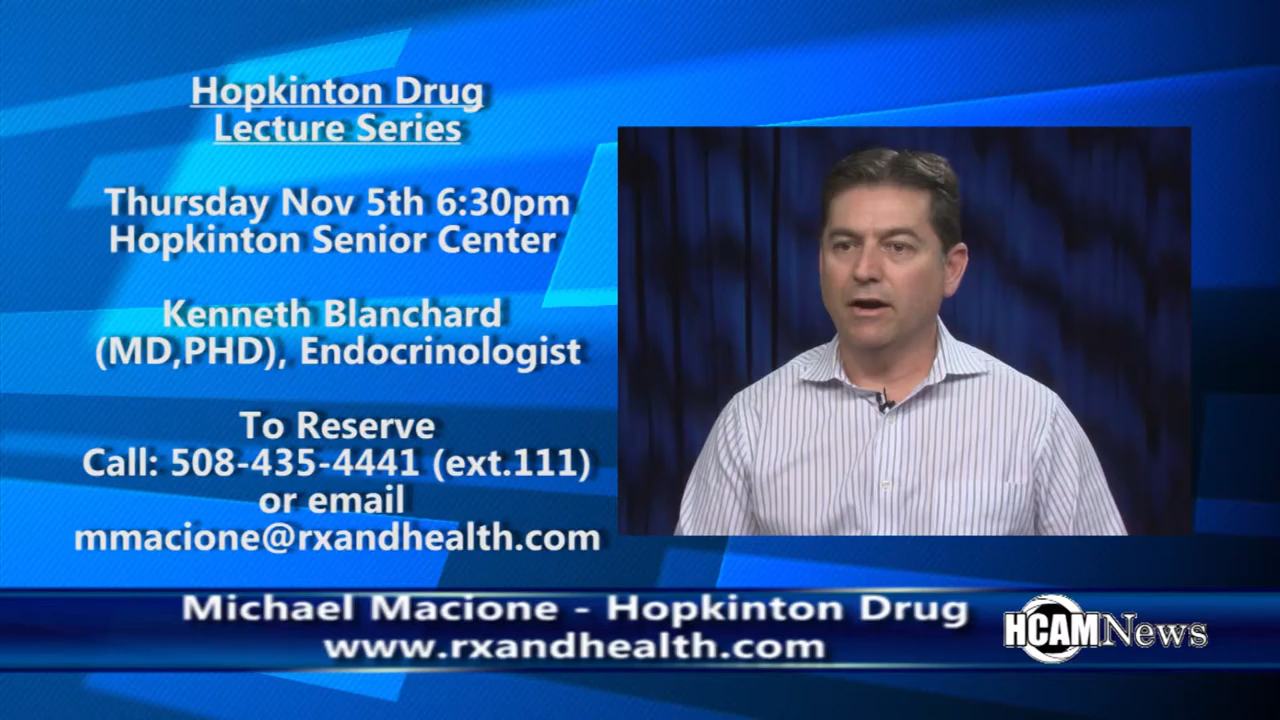 Hopkinton Drug
Lecture Series
Thursday Nov 5th 6:30pm
Hopkinton Senior Center
Kenneth Blanchard
(MD,PHD), Endocrinologist
To Reserve
Call: 508-435-4441 (ext.111)
or email
mmacione@rxandhealth.com
Michael Macione - Hopkinton Drug
www.rxandhealth.com
HCAMNews